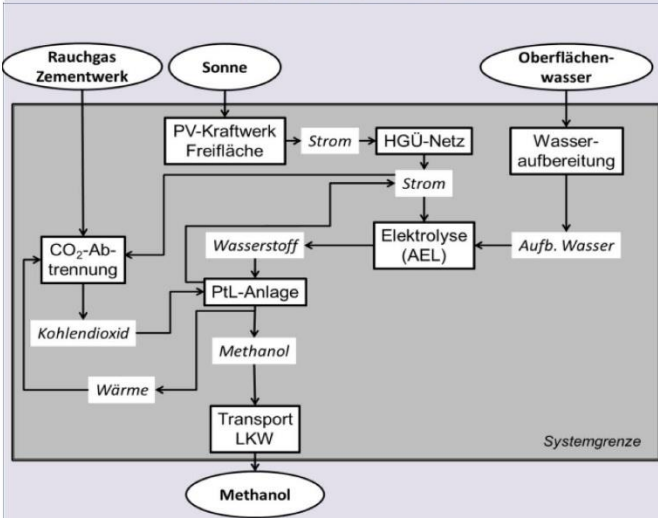 Rauchgas
Zementwerk
Sonne
Oberflächen-
wasser
PV-Kraftwerk
Freifläche
Strom
HGÜ-Netz
Wasser-
aufbereitung
Strom
CO₂-Ab-
trennung
Wasserstoff
Elektrolyse
(AEL)
Aufb. Wasser
PtL-Anlage
Kohlendioxid
Methanol
Wärme
Transport
LKW
Systemgrenze
Methanol